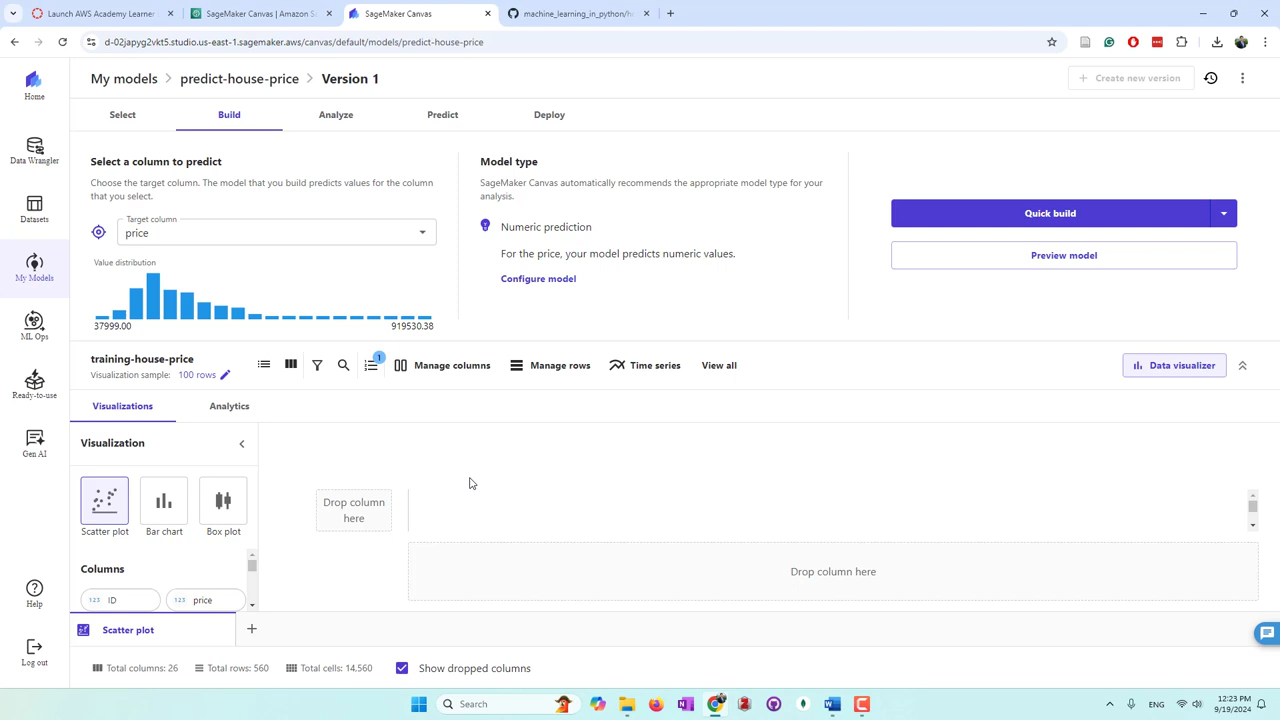 Launch AWS Academy Learner
SageMaker Canvas | Amazon S
SageMaker Canvas
machine_learning_in_python/h
d-02japyg2vkt5.studio.us-east-1.sagemaker.aws/canvas/default/models/predict-house-price
Home
Data Wrangler
Datasets
My Models
ML Ops
Ready-to-use
Gen AI
Help
Log out
My models > predict-house-price > Version 1
+ Create new version
Select
Build
Analyze
Predict
Deploy
Select a column to predict
Choose the target column. The model that you build predicts values for the column
that you select.
Target column
price
Value distribution
37999.00
919530.38
Model type
SageMaker Canvas automatically recommends the appropriate model type for your
analysis.
Numeric prediction
For the price, your model predicts numeric values.
Configure model
Quick build
Preview model
training-house-price
Visualization sample: 100 rows
1
Manage columns
Manage rows
Time series
View all
Data visualizer
Visualizations
Analytics
Visualization
Scatter plot
Bar chart
Box plot
Columns
123 ID
123 price
Drop column
here
Drop column here
Scatter plot
Total columns: 26
Total rows: 560
Total cells: 14,560
Show dropped columns
Search
ENG
12:23 PM
9/19/2024